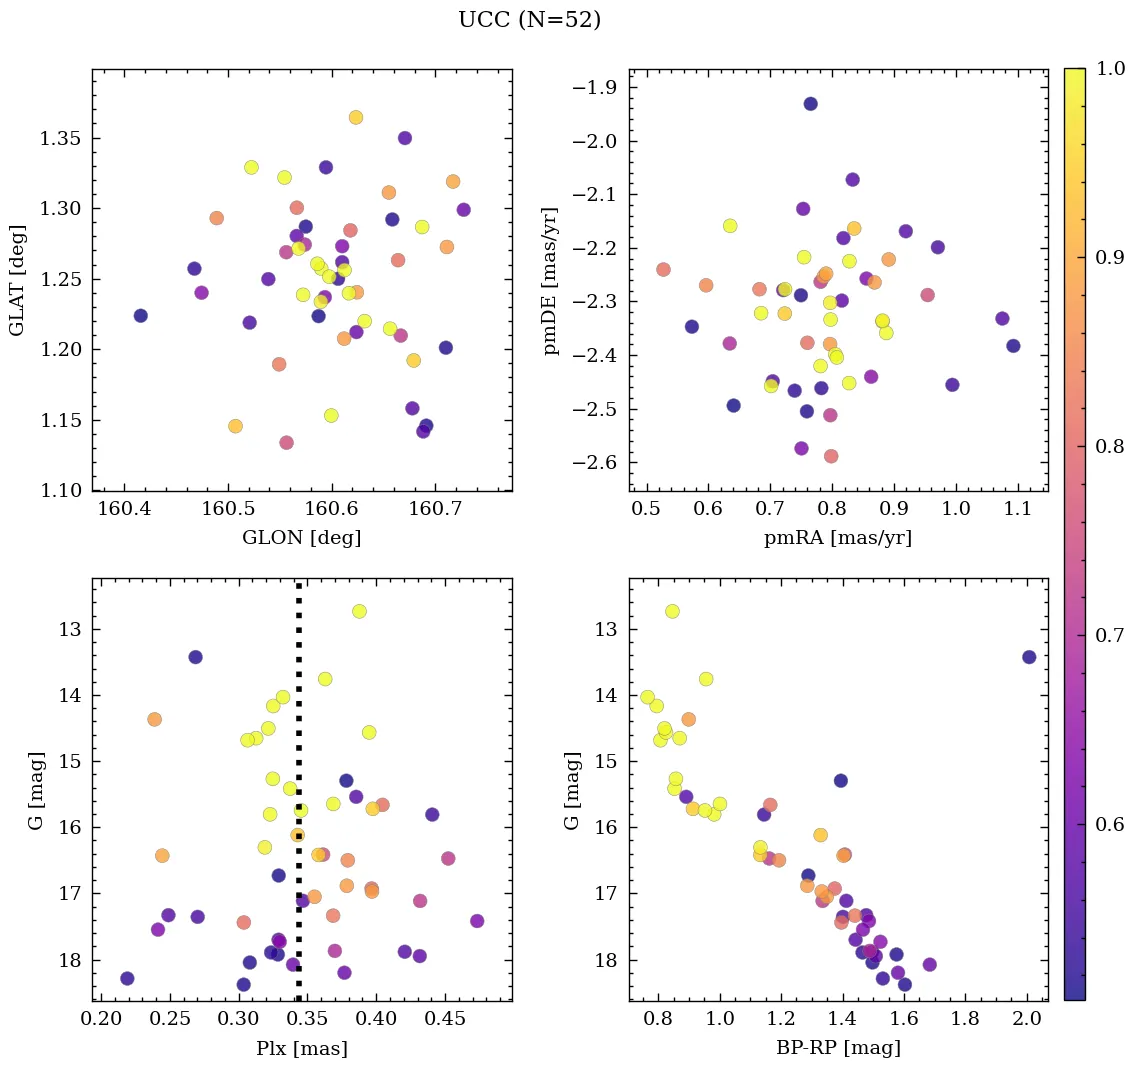 UCC (N=52)
1.35
1.30
1.25
1.20
1.15
1.10
GLAT [deg]
160.4 160.5 160.6 160.7
GLON [deg]
−1.9
−2.0
−2.1
−2.2
−2.3
−2.4
−2.5
−2.6
pmDE [mas/yr]
0.5 0.6 0.7 0.8 0.9 1.0 1.1
pmRA [mas/yr]
13
14
15
16
17
18
G [mag]
0.20 0.25 0.30 0.35 0.40 0.45
Plx [mas]
13
14
15
16
17
18
G [mag]
0.8 1.0 1.2 1.4 1.6 1.8 2.0
BP-RP [mag]
1.0
0.9
0.8
0.7
0.6